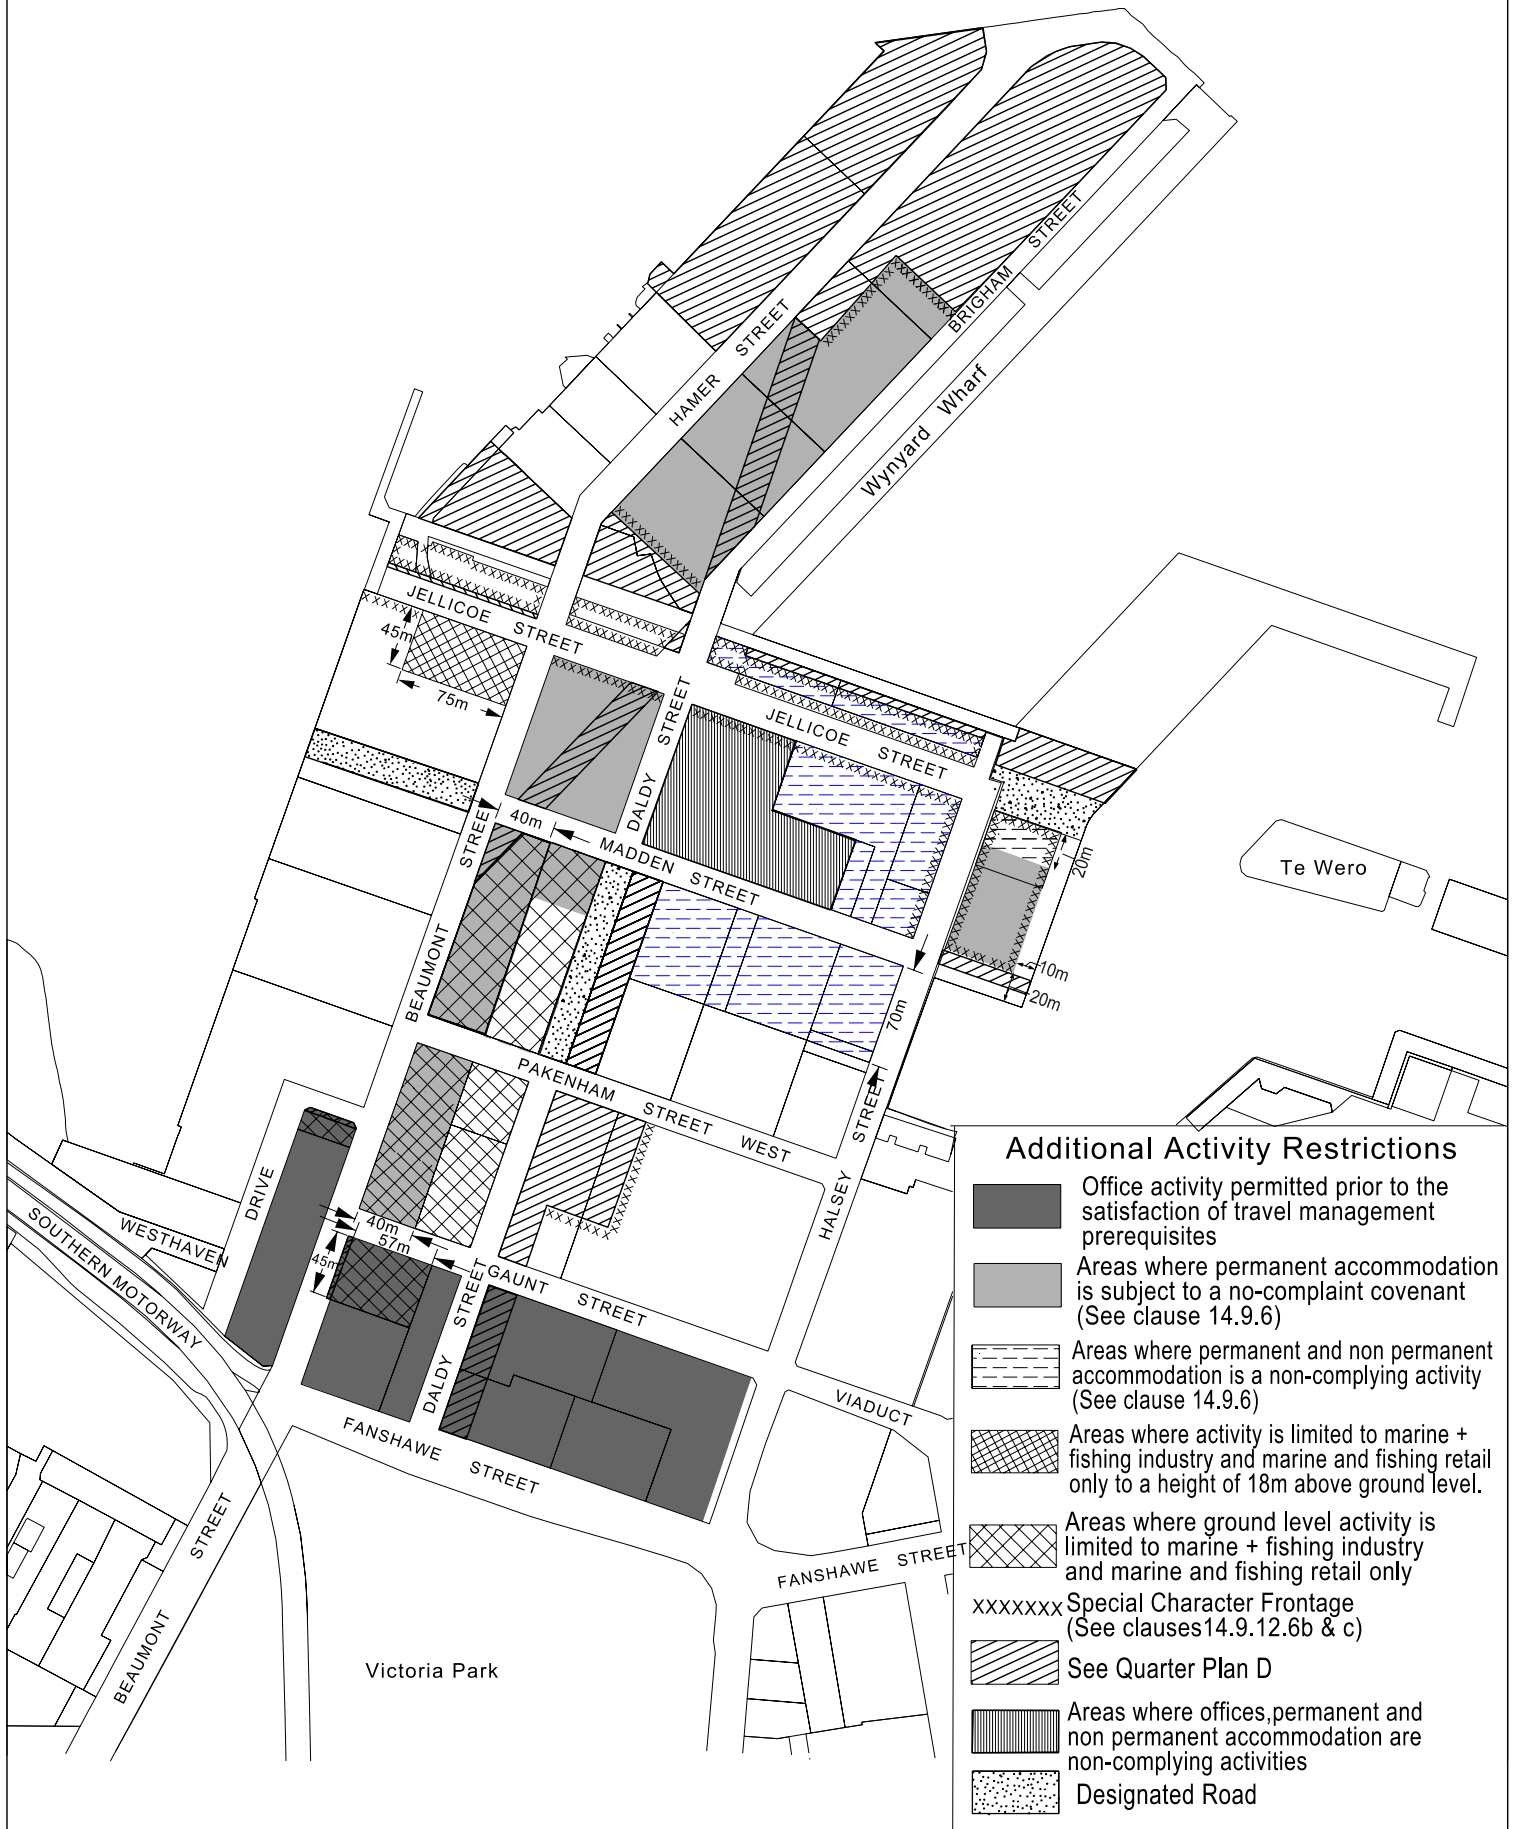 HAMER STREET
BRIGHAM STREET
Wynyard Wharf
JELLICOE STREET
45m
75m
DALDY STREET
JELLICOE STREET
BEAUMONT STREET
40m
MADDEN STREET
20m
Te Wero
10m
20m
70m
PAKENHAM STREET WEST
HALSEY STREET
WESTHAVEN DRIVE
SOUTHERN MOTORWAY
40m
57m
45m
GAUNT STREET
DALDY STREET
VIADUCT
FANSHAWE STREET
FANSHAWE STREET
BEAUMONT STREET
Victoria Park
Additional Activity Restrictions
Office activity permitted prior to the
satisfaction of travel management
prerequisites
Areas where permanent accommodation
is subject to a no-complaint covenant
(See clause 14.9.6)
Areas where permanent and non permanent
accommodation is a non-complying activity
(See clause 14.9.6)
Areas where activity is limited to marine +
fishing industry and marine and fishing retail
only to a height of 18m above ground level.
Areas where ground level activity is
limited to marine + fishing industry
and marine and fishing retail only
XXXXXXX Special Character Frontage
(See clauses14.9.12.6b & c)
See Quarter Plan D
Areas where offices,permanent and
non permanent accommodation are
non-complying activities
Designated Road